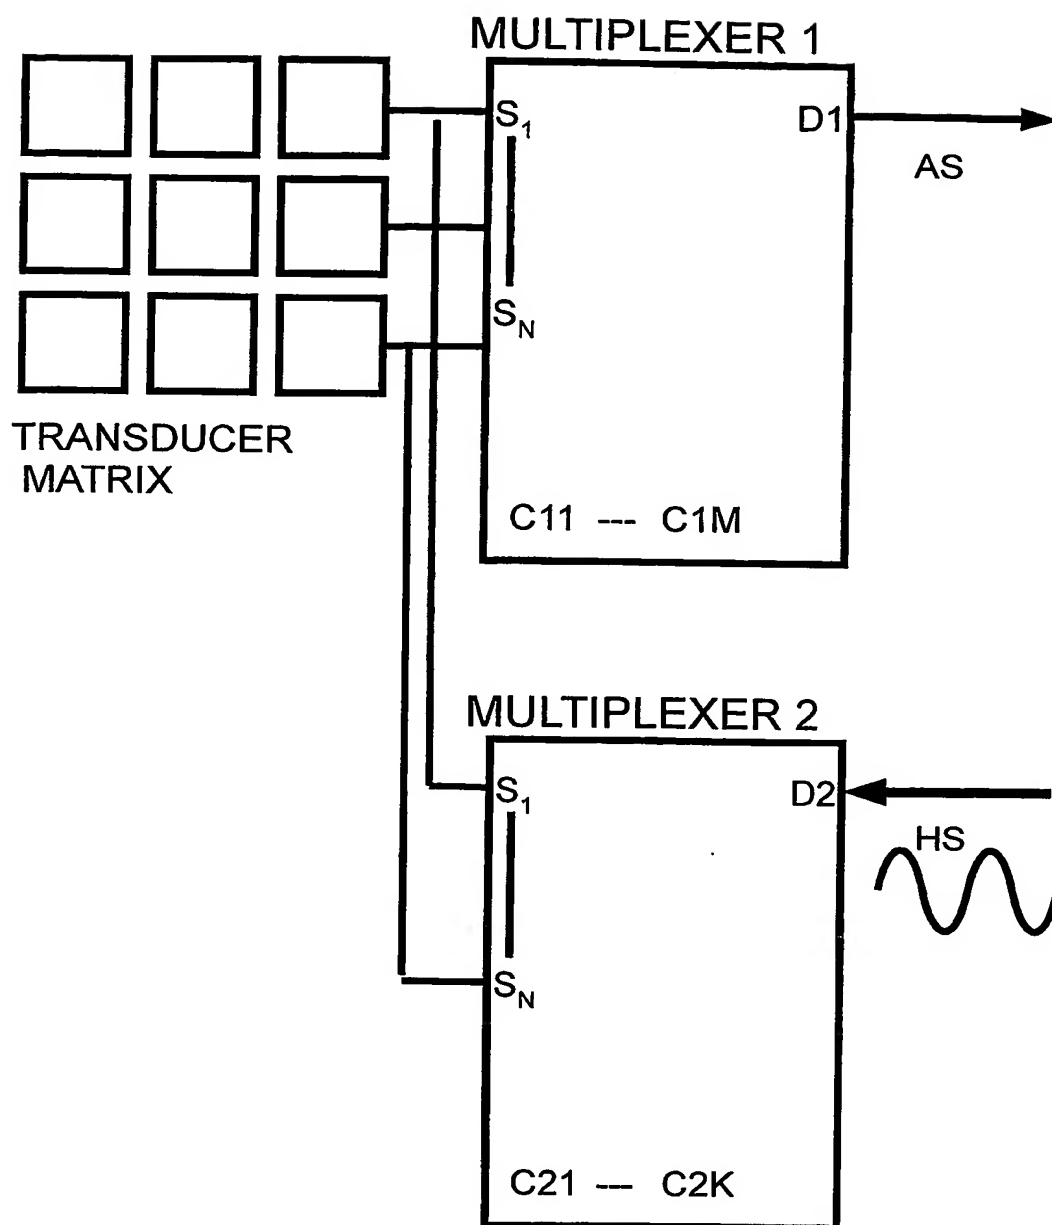 MULTIPLEXER 1
S1
D1
AS
SN
TRANSDUCER
MATRIX
C11 --- C1M
MULTIPLEXER 2
S1
D2
HS
SN
C21 --- C2K